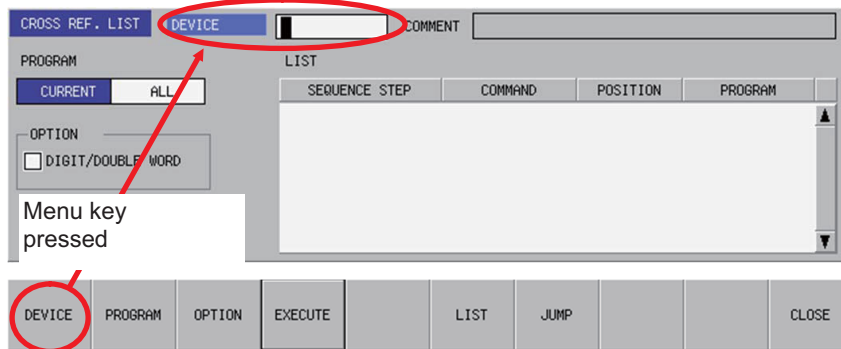 CROSS REF. LIST DEVICE COMMENT
PROGRAM LIST
CURRENT ALL SEQUENCE STEP COMMAND POSITION PROGRAM
OPTION
DIGIT/DOUBLE WORD
Menu key
pressed
DEVICE PROGRAM OPTION EXECUTE LIST JUMP CLOSE